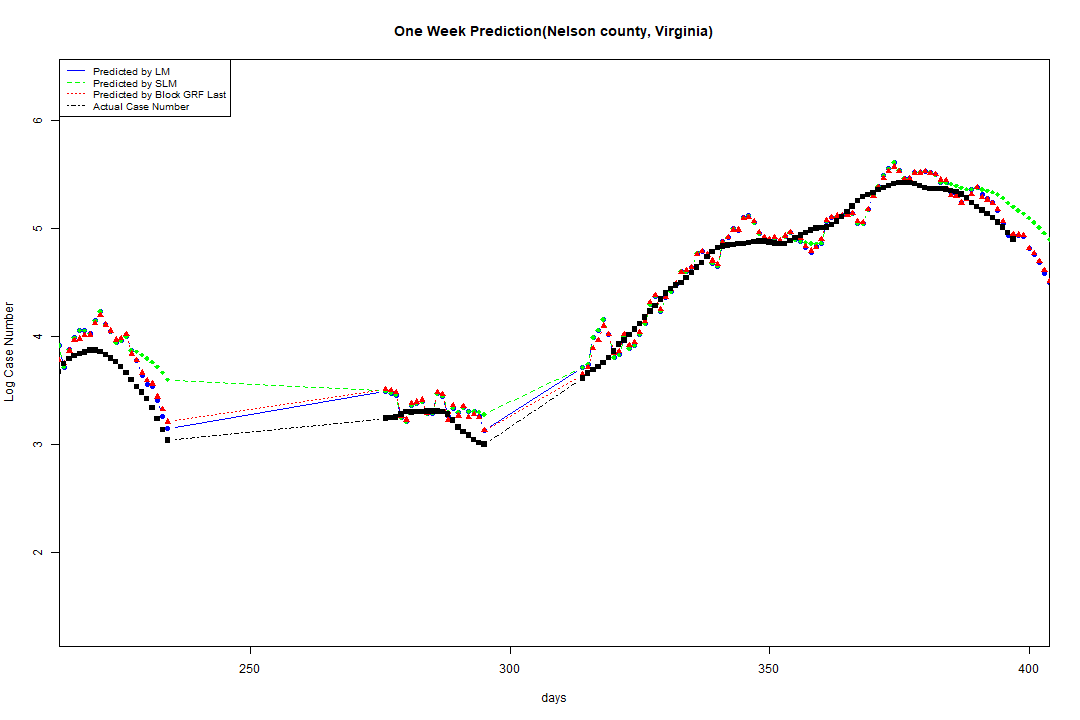 One Week Prediction(Nelson county, Virginia)
Predicted by LM
Predicted by SLM
Predicted by Block GRF Last
Actual Case Number
Log Case Number
6
5
4
3
2
250
300
350
400
days